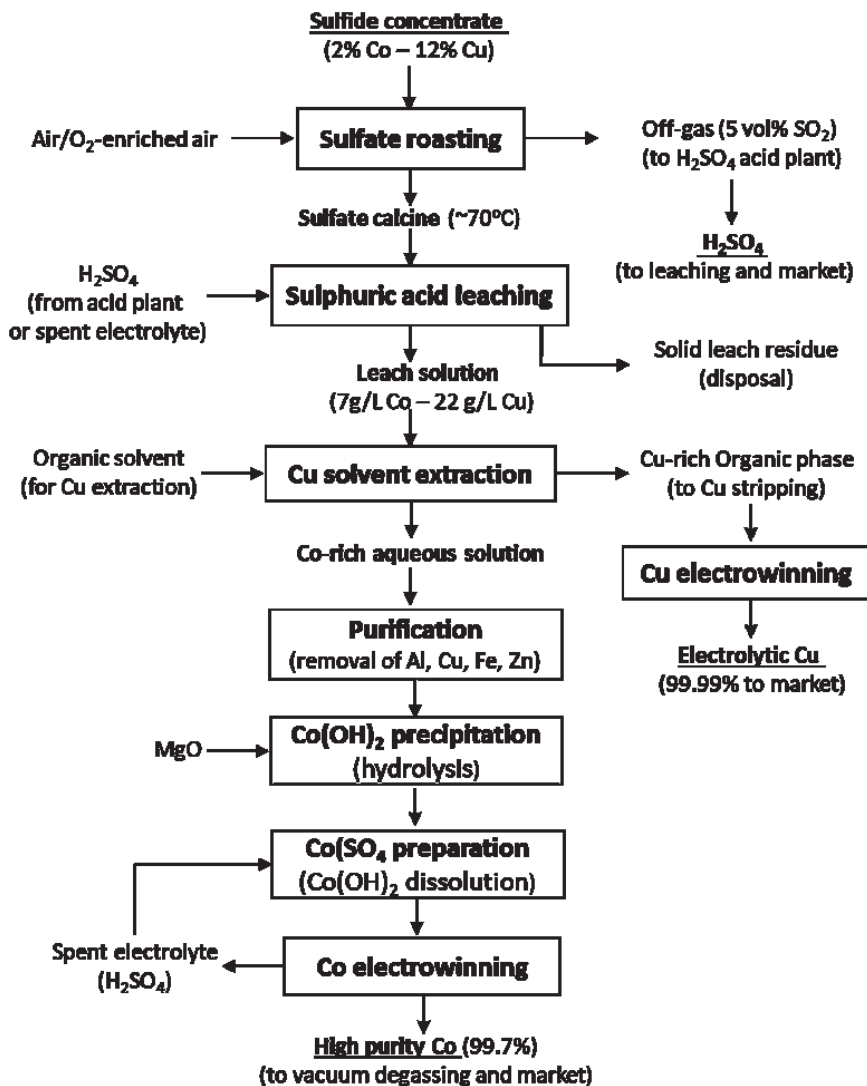 Sulfide concentrate
(2% Co – 12% Cu)
Air/O₂-enriched air
Sulfate roasting
Off-gas (5 vol% SO₂)
(to H₂SO₄ acid plant)
Sulfate calcine (~70°C)
H₂SO₄
(to leaching and market)
H₂SO₄
(from acid plant
or spent electrolyte)
Sulphuric acid leaching
Solid leach residue
(disposal)
Leach solution
(7g/L Co – 22 g/L Cu)
Organic solvent
(for Cu extraction)
Cu solvent extraction
Cu-rich Organic phase
(to Cu stripping)
Co-rich aqueous solution
Cu electrowinning
Purification
(removal of Al, Cu, Fe, Zn)
Electrolytic Cu
(99.99% to market)
MgO
Co(OH)₂ precipitation
(hydrolysis)
Co(SO₄ preparation
(Co(OH)₂ dissolution)
Spent electrolyte
(H₂SO₄)
Co electrowinning
High purity Co (99.7%)
(to vacuum degassing and market)